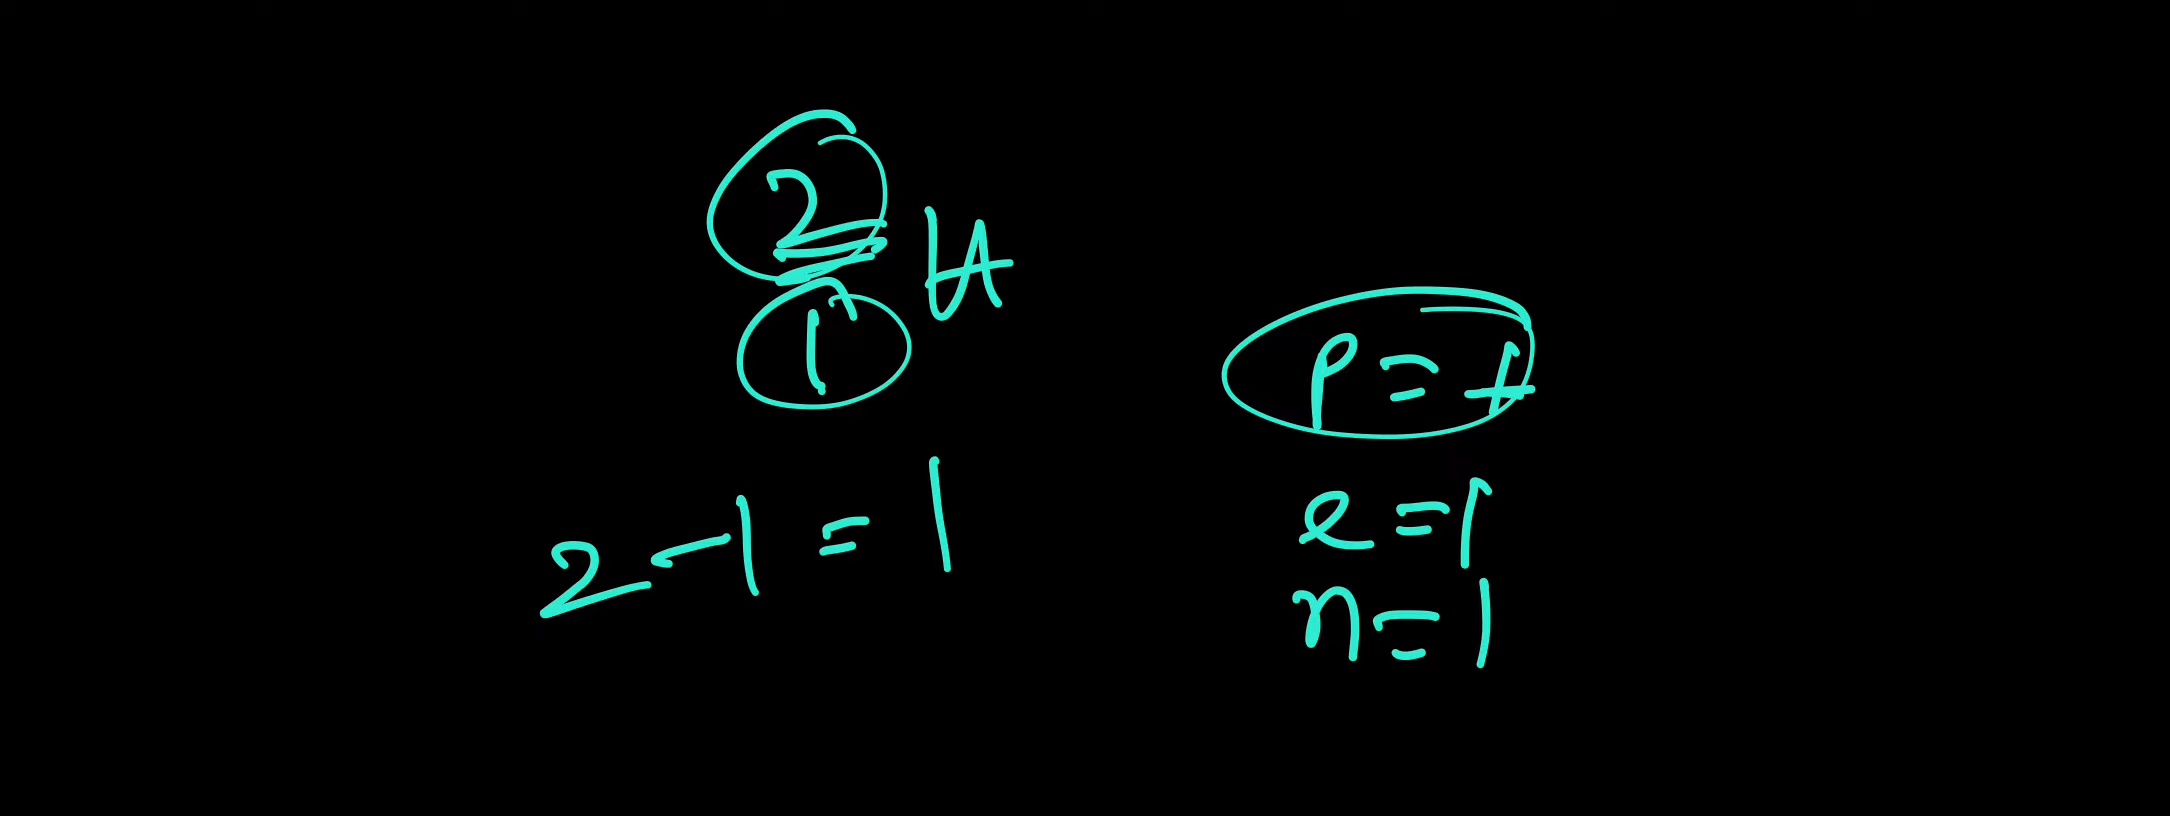 2
1 H
2 - 1 = 1
P = 1
e = 1
n = 1